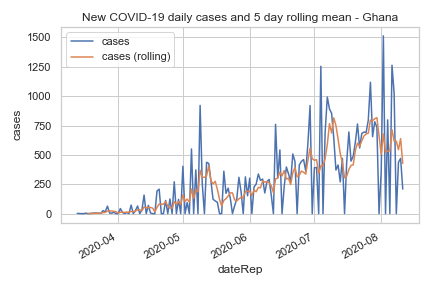 New COVID-19 daily cases and 5 day rolling mean - Ghana
cases
cases (rolling)
1500
1250
1000
750
500
250
0
cases
2020-04
2020-05
2020-06
2020-07
2020-08
dateRep